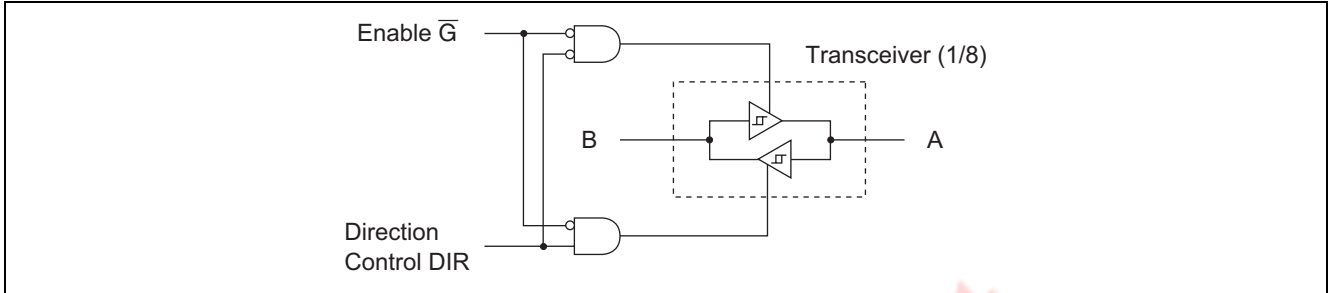 Enable G̅
Transceiver (1/8)
B
A
Direction
Control DIR